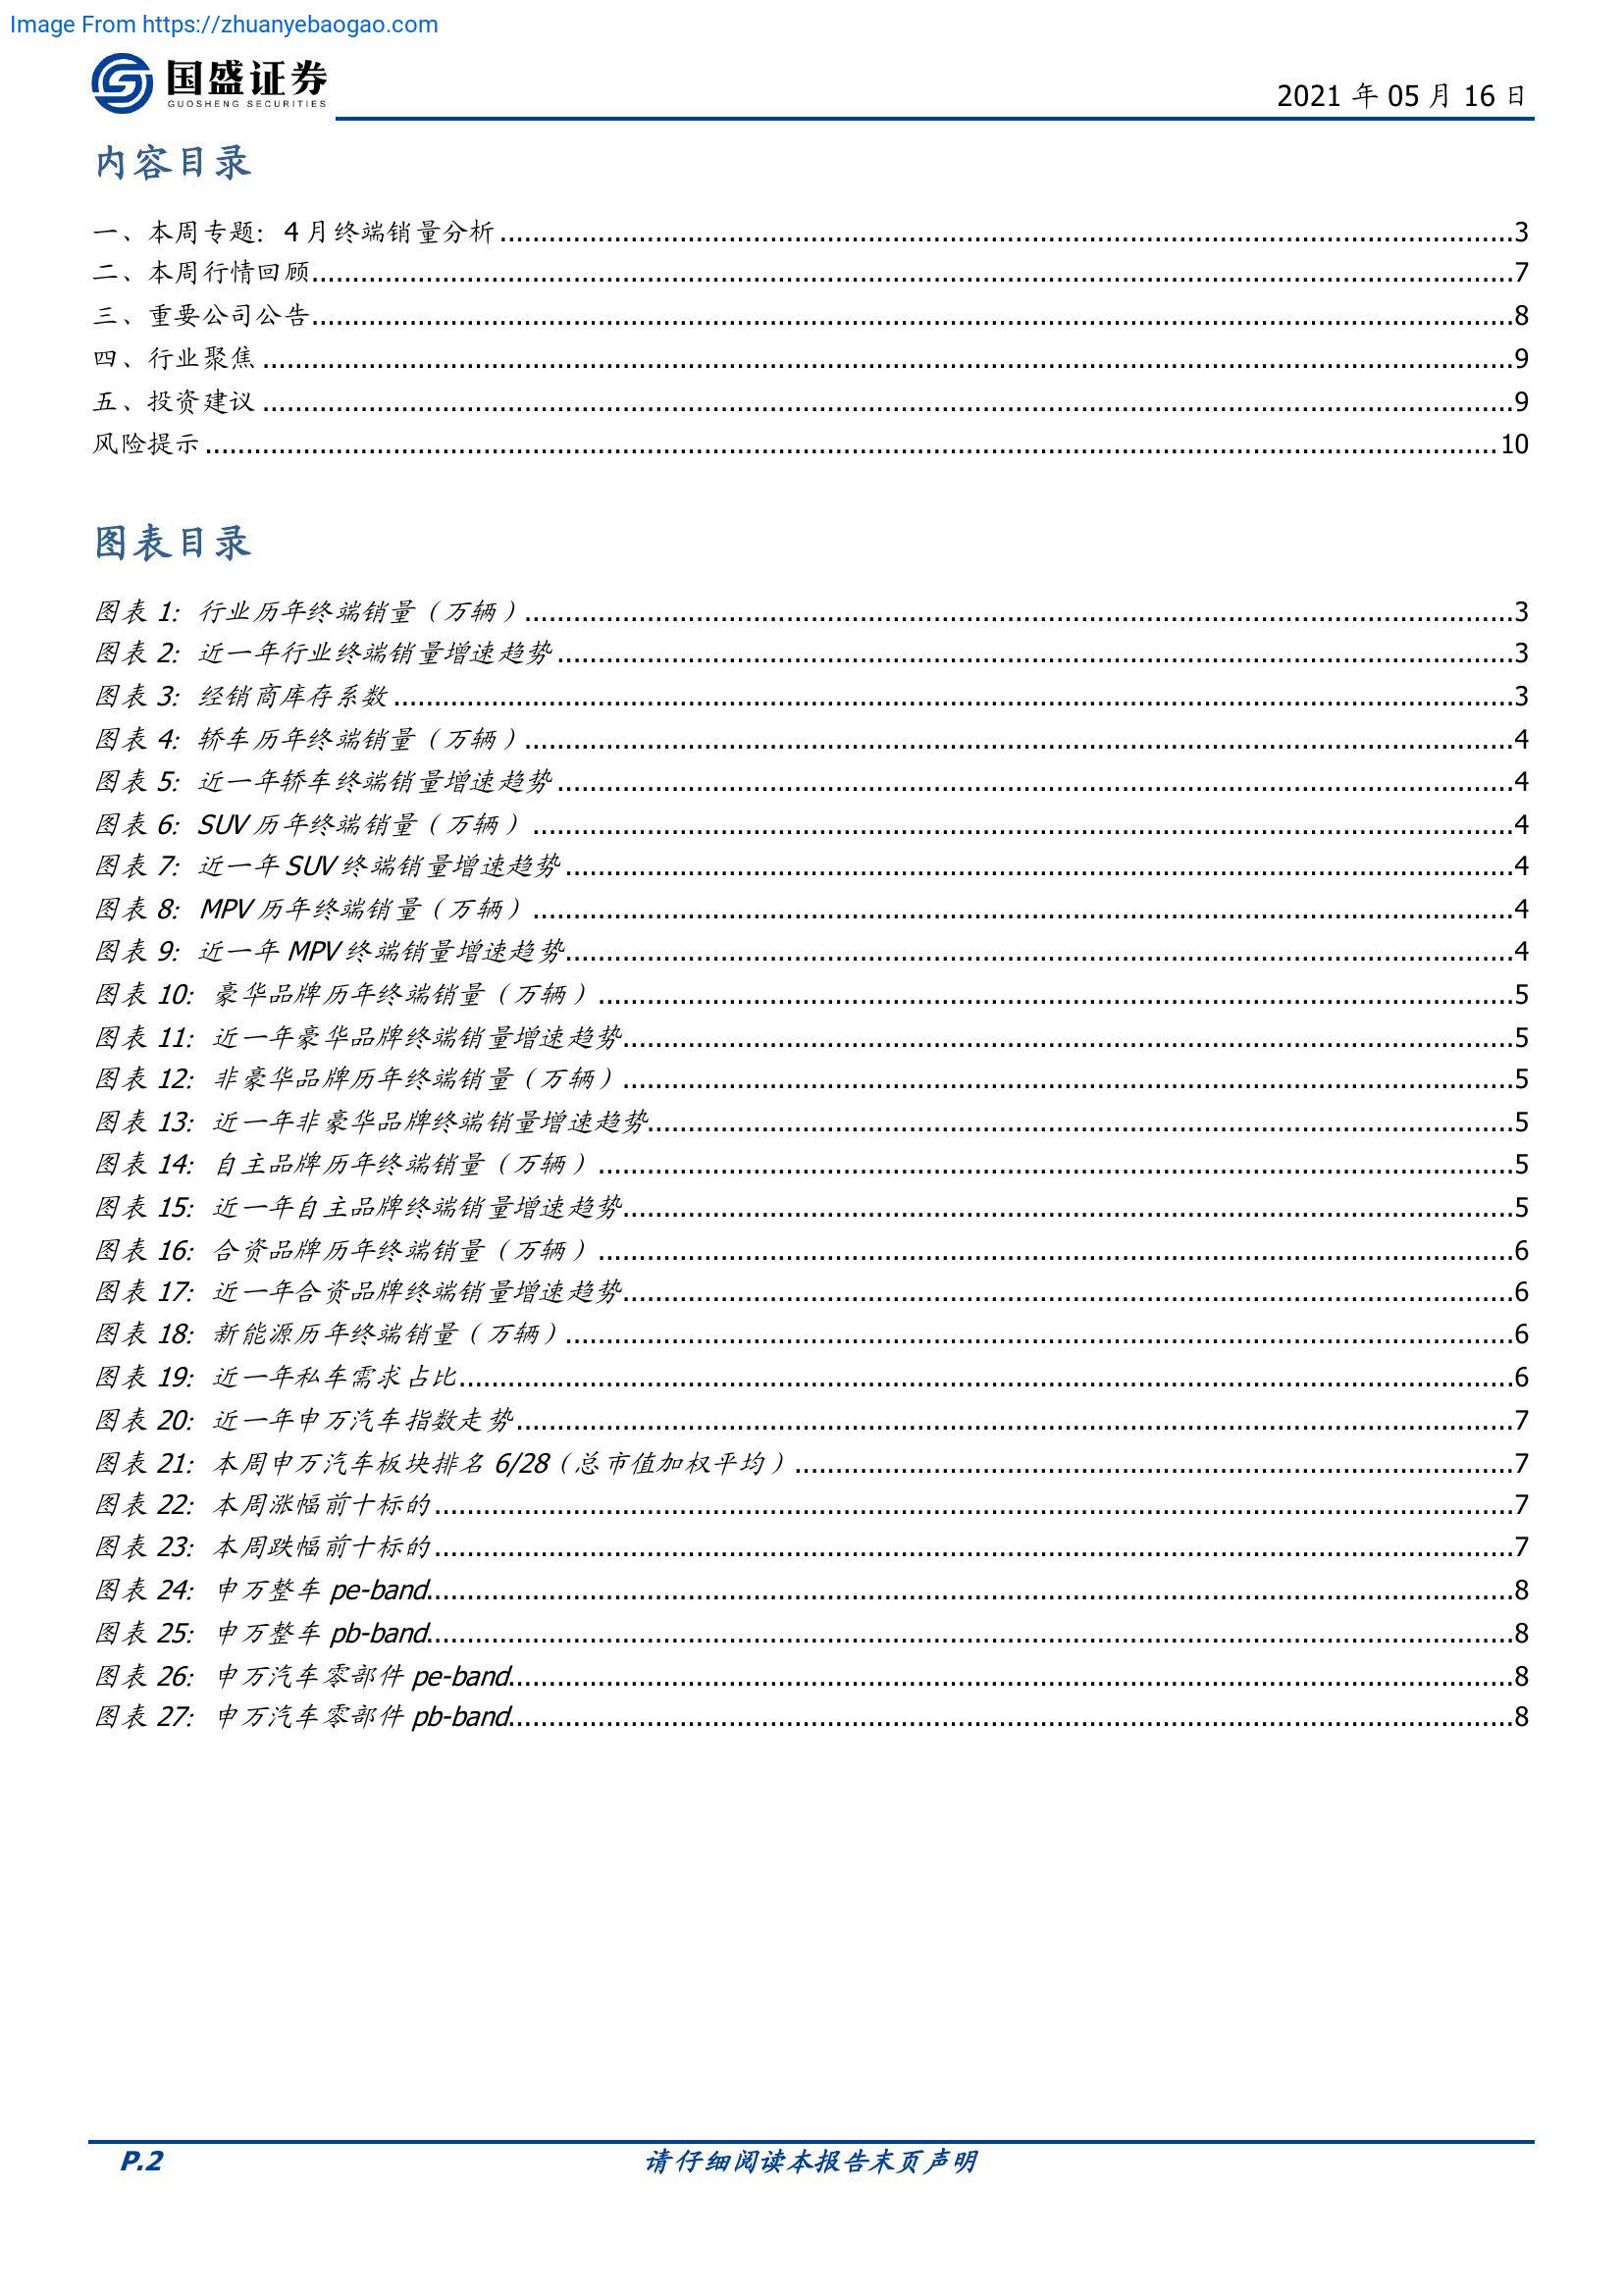 Image From https://zhuanyebaogao.com
国盛证券
GUOSHENG SECURITIES
2021 年 05 月 16 日
内容目录
一、本周专题：4 月终端销量分析 3
二、本周行情回顾 7
三、重要公司公告 8
四、行业聚焦 9
五、投资建议 9
风险提示 10
图表目录
图表 1：行业历年终端销量（万辆） 3
图表 2：近一年行业终端销量增速趋势 3
图表 3：经销商库存系数 3
图表 4：轿车历年终端销量（万辆） 4
图表 5：近一年轿车终端销量增速趋势 4
图表 6：SUV 历年终端销量（万辆） 4
图表 7：近一年 SUV 终端销量增速趋势 4
图表 8：MPV 历年终端销量（万辆） 4
图表 9：近一年 MPV 终端销量增速趋势 4
图表 10：豪华品牌历年终端销量（万辆） 5
图表 11：近一年豪华品牌终端销量增速趋势 5
图表 12：非豪华品牌历年终端销量（万辆） 5
图表 13：近一年非豪华品牌终端销量增速趋势 5
图表 14：自主品牌历年终端销量（万辆） 5
图表 15：近一年自主品牌终端销量增速趋势 5
图表 16：合资品牌历年终端销量（万辆） 6
图表 17：近一年合资品牌终端销量增速趋势 6
图表 18：新能源历年终端销量（万辆） 6
图表 19：近一年私车需求占比 6
图表 20：近一年申万汽车指数走势 7
图表 21：本周申万汽车板块排名 6/28（总市值加权平均） 7
图表 22：本周涨幅前十标的 7
图表 23：本周跌幅前十标的 7
图表 24：申万整车 pe-band 8
图表 25：申万整车 pb-band 8
图表 26：申万汽车零部件 pe-band 8
图表 27：申万汽车零部件 pb-band 8
P.2
请仔细阅读本报告末页声明